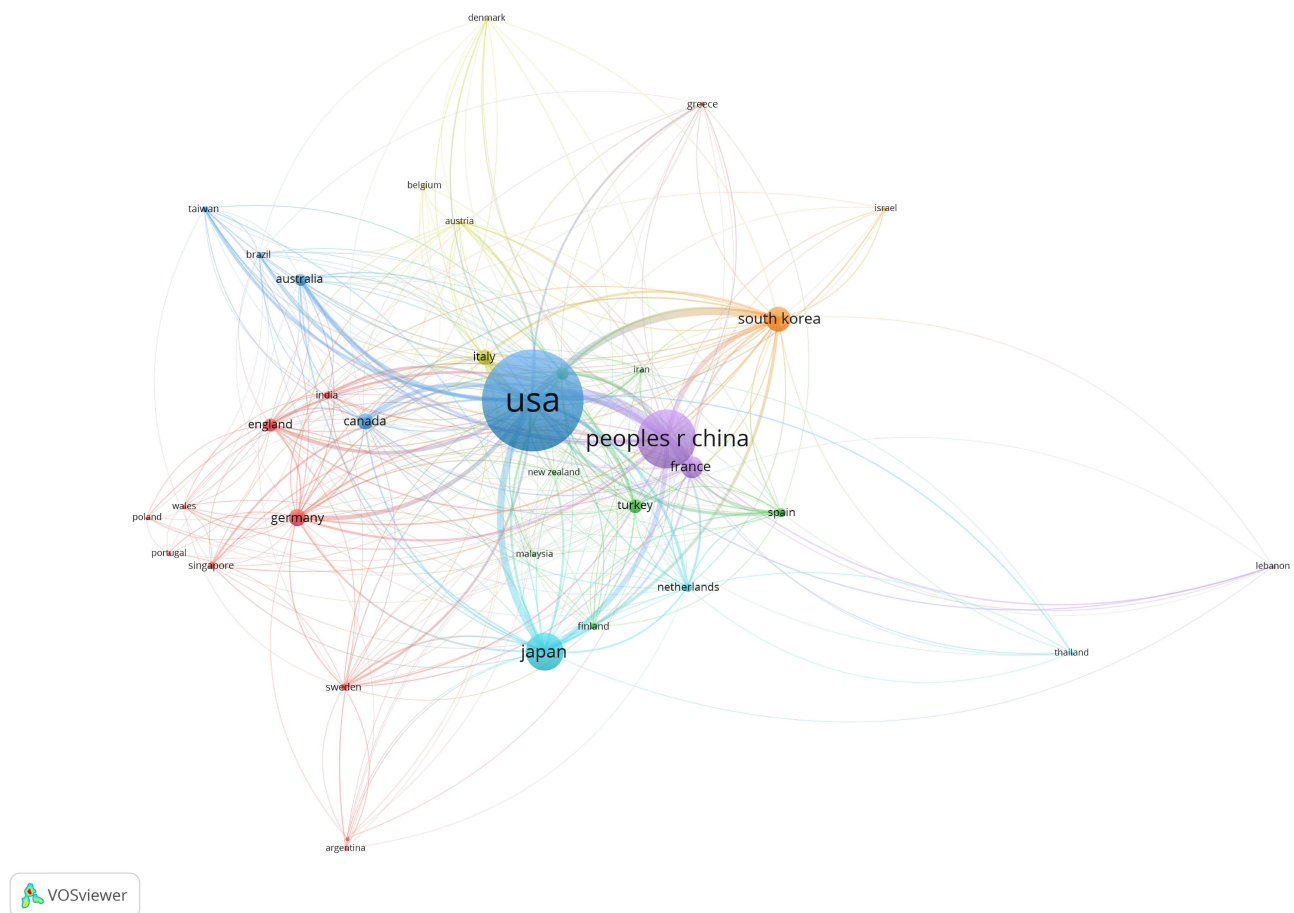 denmark
greece
belgium
taiwan
israel
austria
brazil
australia
south korea
italy
iran
usa
india
canada
england
peoples r china
france
new zealand
wales
turkey
spain
poland
germany
portugal
malaysia
singapore
lebanon
netherlands
finland
japan
thailand
sweden
argentina
VOSviewer